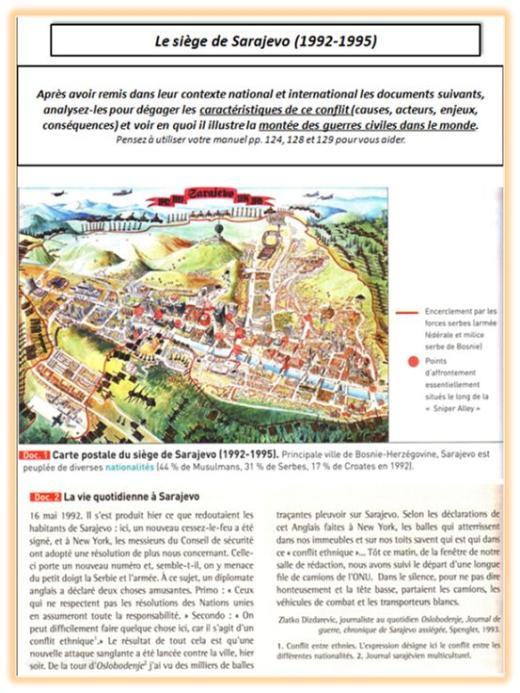 Le siège de Sarajevo (1992-1995)
Après avoir remis dans leur contexte national et international les documents suivants,
analysez-les pour dégager les caractéristiques de ce conflit (causes, acteurs, enjeux,
conséquences) et voir en quoi il illustre la montée des guerres civiles dans le monde.
Pensez à utiliser votre manuel pp. 124, 128 et 129 pour vous aider.
Sarajevo
Encerclement par les
forces serbes (armée
fédérale et milice
serbe de Bosnie)
Points
d'affrontement
essentiellement
situés le long de la
« Sniper Alley »
Doc. 1 Carte postale du siège de Sarajevo (1992-1995). Principale ville de Bosnie-Herzégovine, Sarajevo est
peuplée de diverses nationalités (44 % de Musulmans, 31 % de Serbes, 17 % de Croates en 1992).
Doc. 2 La vie quotidienne à Sarajevo
16 mai 1992. Il s'est produit hier ce que redoutaient les
habitants de Sarajevo : ici, un nouveau cessez-le-feu a été
signé, et à New York, les messieurs du Conseil de sécurité
ont adopté une résolution de plus nous concernant. Celle-
ci porte un nouveau numéro et, semble-t-il, on y menace
du petit doigt la Serbie et l'armée. À ce sujet, un diplomate
anglais a déclaré deux choses amusantes. Primo : « Ceux
qui ne respectent pas les résolutions des Nations unies
en assumeront toute la responsabilité. » Secundo : « On
peut difficilement faire quelque chose ici, car il s'agit d'un
conflit ethnique¹.» Le résultat de tout cela est qu'une
nouvelle attaque sanglante a été lancée contre la ville, hier
soir. De la tour d'Oslobodenje² j'ai vu des milliers de balles
traçantes pleuvoir sur Sarajevo. Selon les déclarations de
cet Anglais faites à New York, les balles qui atterrissent
dans nos immeubles et sur nos toits savent qui est qui dans
ce « conflit ethnique »... Tôt ce matin, de la fenêtre de notre
salle de rédaction, nous avons suivi le départ d'une longue
file de camions de l'ONU. Dans le silence, pour ne pas dire
honteusement et la tête basse, partaient les camions, les
véhicules de combat et les transporteurs blancs.
Zlatko Dizdarevic, journaliste au quotidien Oslobodenje, Journal de
guerre, chronique de Sarajevo assiégée, Spengler, 1993.
1. Conflit entre ethnies. L'expression désigne ici le conflit entre les
différentes nationalités. 2. Journal sarajévien multiculturel.